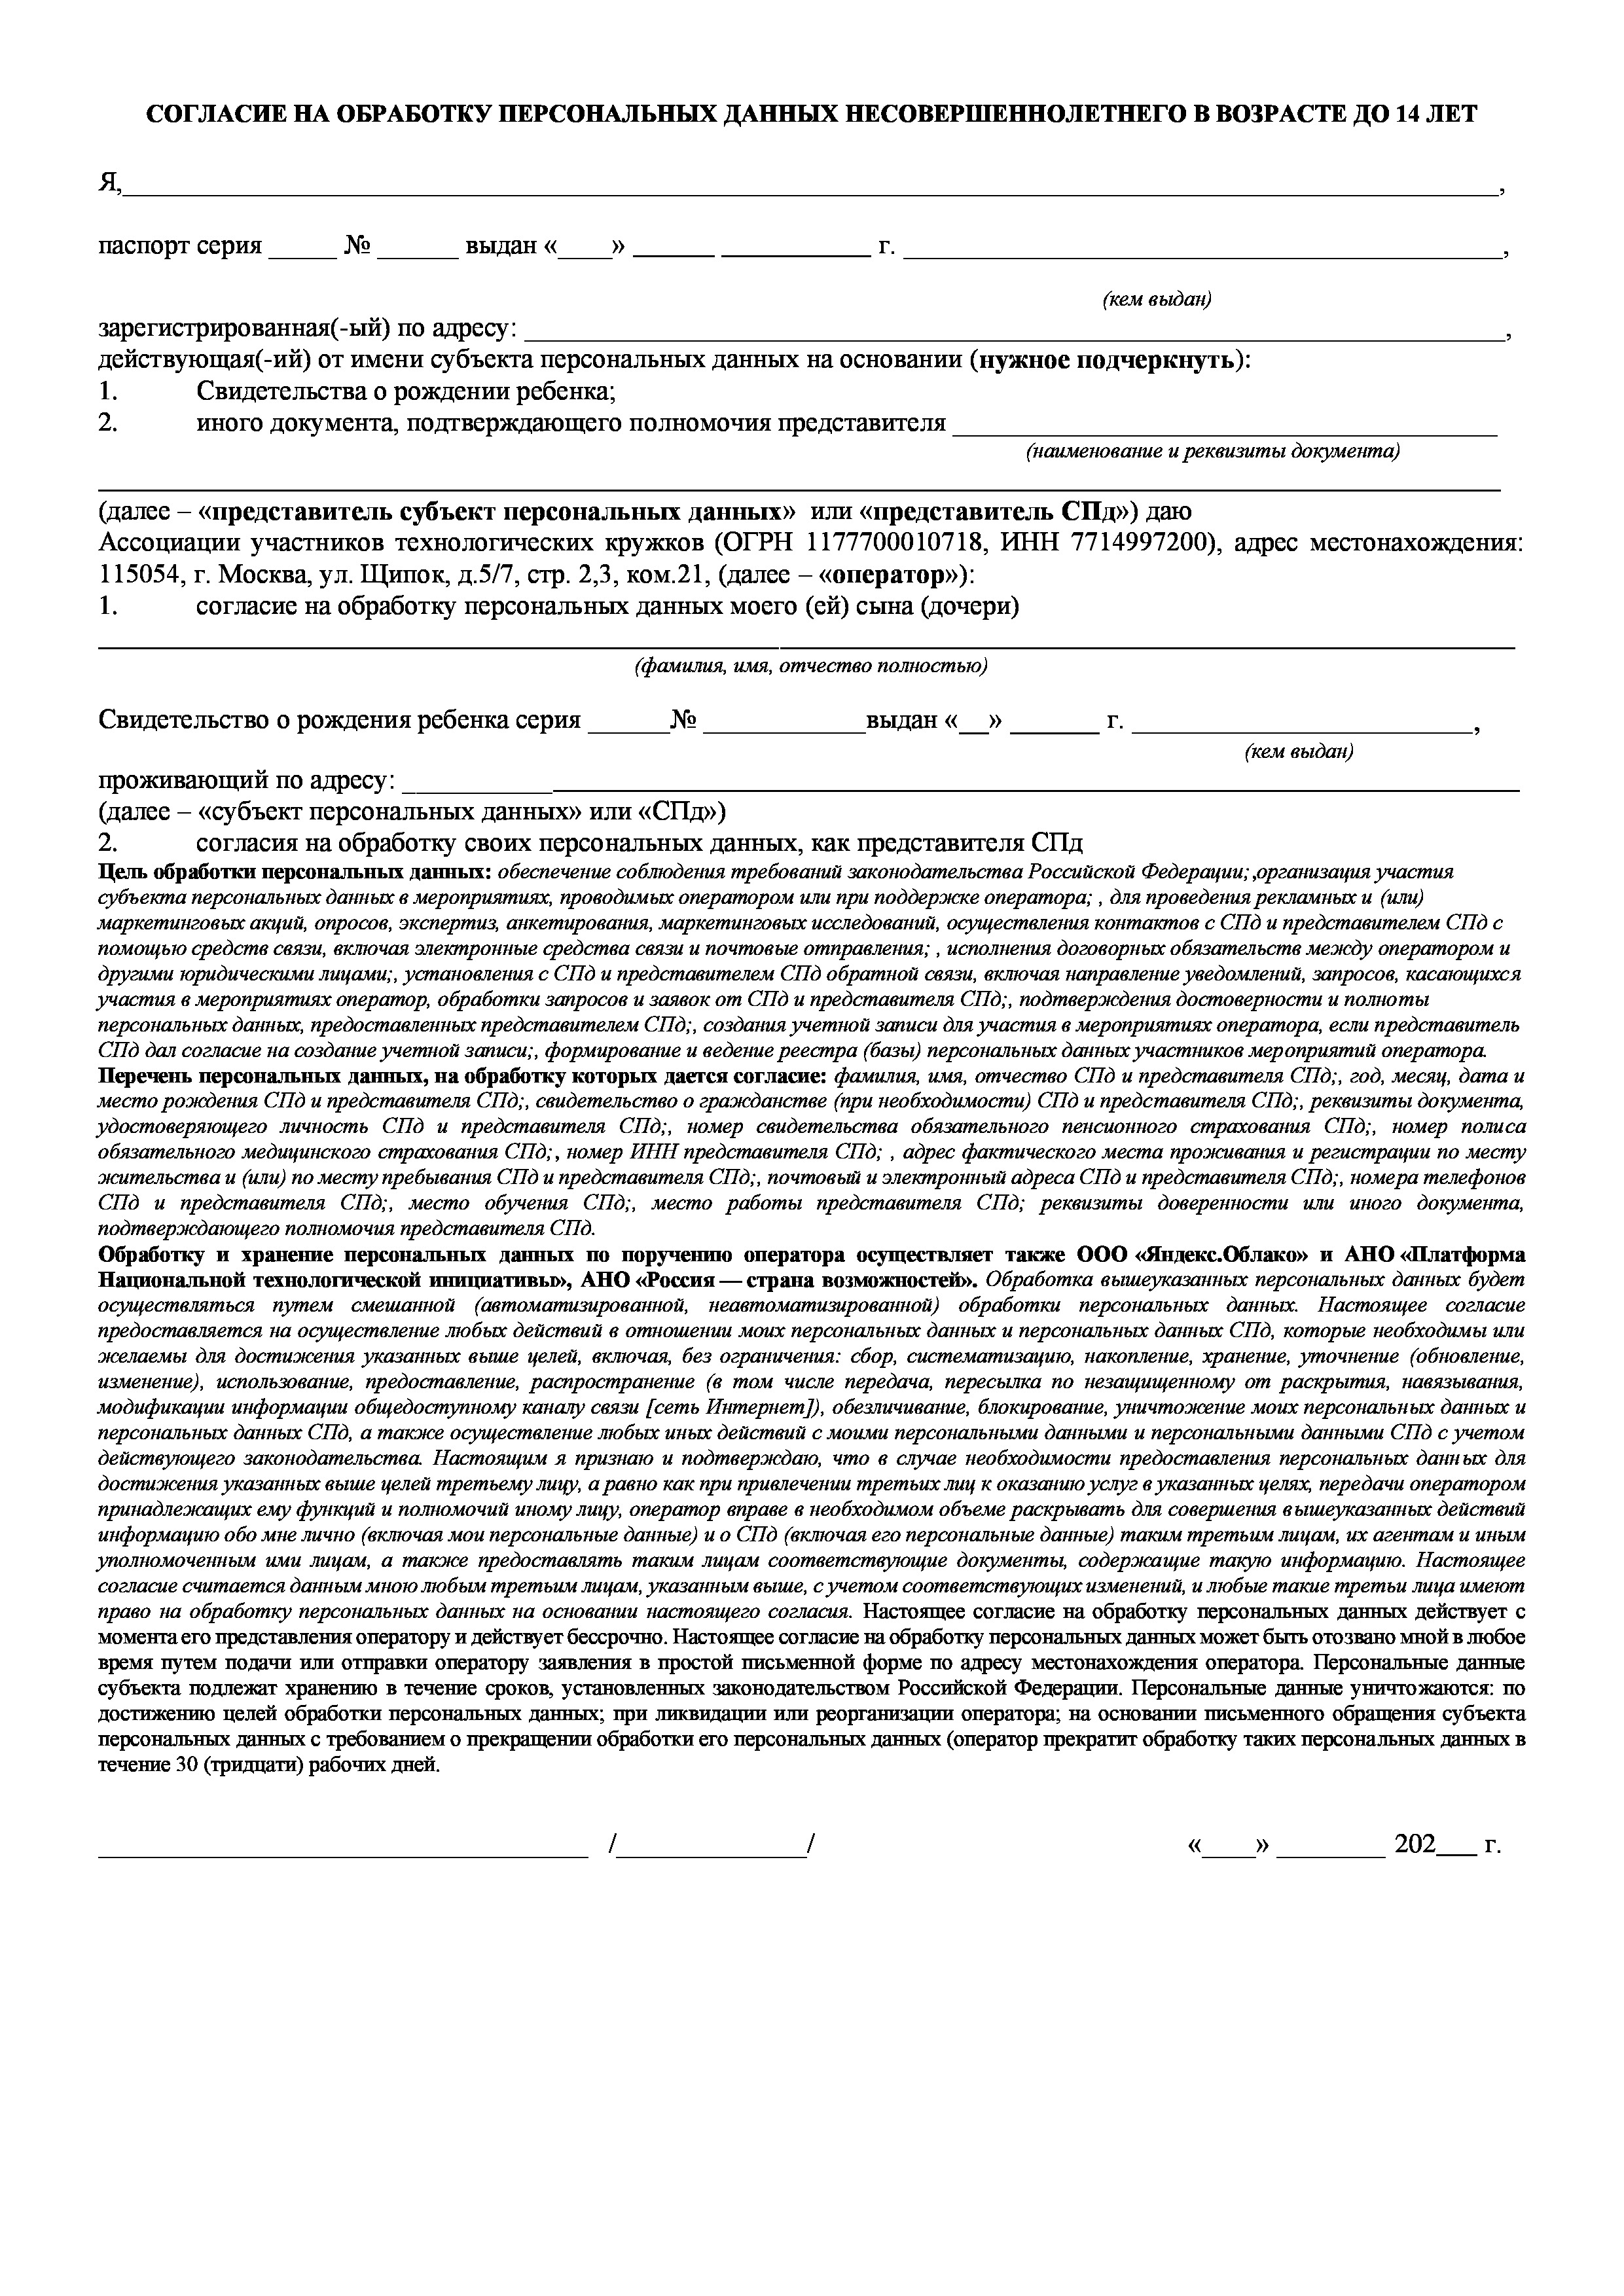 СОГЛАСИЕ НА ОБРАБОТКУ ПЕРСОНАЛЬНЫХ ДАННЫХ НЕСОВЕРШЕННОЛЕТНЕГО В ВОЗРАСТЕ ДО 14 ЛЕТ
Я,____________________,
паспорт серия _____ № ______ выдан «____» ______ ___________ г. ____________________,
(кем выдан)
зарегистрированная(-ый) по адресу: ____________________,
действующая(-ий) от имени субъекта персональных данных на основании (нужное подчеркнуть):
1. Свидетельства о рождении ребенка;
2. иного документа, подтверждающего полномочия представителя ____________________
(наименование и реквизиты документа)
____________________
(далее – «представитель субъект персональных данных» или «представитель СПд») даю
Ассоциации участников технологических кружков (ОГРН 1177700010718, ИНН 7714997200), адрес местонахождения:
115054, г. Москва, ул. Щипок, д.5/7, стр. 2,3, ком.21, (далее – «оператор»):
1. согласие на обработку персональных данных моего (ей) сына (дочери)
____________________
(фамилия, имя, отчество полностью)
Свидетельство о рождения ребенка серия ______№ ____________выдан «__» ______ г. ____________________,
(кем выдан)
проживающий по адресу: ____________________
(далее – «субъект персональных данных» или «СПд»)
2. согласия на обработку своих персональных данных, как представителя СПд
Цель обработки персональных данных: обеспечение соблюдения требований законодательства Российской Федерации; ,организация участия
субъекта персональных данных в мероприятиях, проводимых оператором или при поддержке оператора; , для проведения рекламных и (или)
маркетинговых акций, опросов, экспертиз, анкетирования, маркетинговых исследований, осуществления контактов с СПд и представителем СПд с
помощью средств связи, включая электронные средства связи и почтовые отправления; , исполнения договорных обязательств между оператором и
другими юридическими лицами;, установления с СПд и представителем СПд обратной связи, включая направление уведомлений, запросов, касающихся
участия в мероприятиях оператор, обработки запросов и заявок от СПд и представителя СПд;, подтверждения достоверности и полноты
персональных данных, предоставленных представителем СПд;, создания учетной записи для участия в мероприятиях оператора, если представитель
СПд дал согласие на создание учетной записи;, формирование и ведение реестра (базы) персональных данных участников мероприятий оператора.
Перечень персональных данных, на обработку которых дается согласие: фамилия, имя, отчество СПд и представителя СПд;, год, месяц, дата и
место рождения СПд и представителя СПд;, свидетельство о гражданстве (при необходимости) СПд и представителя СПд;, реквизиты документа,
удостоверяющего личность СПд и представителя СПд;, номер свидетельства обязательного пенсионного страхования СПд;, номер полиса
обязательного медицинского страхования СПд;, номер ИНН представителя СПд; , адрес фактического места проживания и регистрации по месту
жительства и (или) по месту пребывания СПд и представителя СПд;, почтовый и электронный адреса СПд и представителя СПд;, номера телефонов
СПд и представителя СПд;, место обучения СПд;, место работы представителя СПд; реквизиты доверенности или иного документа,
подтверждающего полномочия представителя СПд.
Обработку и хранение персональных данных по поручению оператора осуществляет также ООО «Яндекс.Облако» и АНО «Платформа
Национальной технологической инициативы», АНО «Россия — страна возможностей». Обработка вышеуказанных персональных данных будет
осуществляться путем смешанной (автоматизированной, неавтоматизированной) обработки персональных данных. Настоящее согласие
предоставляется на осуществление любых действий в отношении моих персональных данных и персональных данных СПд, которые необходимы или
желаемы для достижения указанных выше целей, включая, без ограничения: сбор, систематизацию, накопление, хранение, уточнение (обновление,
изменение), использование, предоставление, распространение (в том числе передача, пересылка по незащищенному от раскрытия, навязывания,
модификации информации общедоступному каналу связи [сеть Интернет]), обезличивание, блокирование, уничтожение моих персональных данных и
персональных данных СПд, а также осуществление любых иных действий с моими персональными данными и персональными данными СПд с учетом
действующего законодательства. Настоящим я признаю и подтверждаю, что в случае необходимости предоставления персональных данных для
достижения указанных выше целей третьему лицу, а равно как при привлечении третьих лиц к оказанию услуг в указанных целях, передачи оператором
принадлежащих ему функций и полномочий иному лицу, оператор вправе в необходимом объеме раскрывать для совершения вышеуказанных действий
информацию обо мне лично (включая мои персональные данные) и о СПд (включая его персональные данные) таким третьим лицам, их агентам и иным
уполномоченным ими лицам, а также предоставлять таким лицам соответствующие документы, содержащие такую информацию. Настоящее
согласие считается данным мною любым третьим лицам, указанным выше, с учетом соответствующих изменений, и любые такие третьи лица имеют
право на обработку персональных данных на основании настоящего согласия. Настоящее согласие на обработку персональных данных действует с
момента его представления оператору и действует бессрочно. Настоящее согласие на обработку персональных данных может быть отозвано мной в любое
время путем подачи или отправки оператору заявления в простой письменной форме по адресу местонахождения оператора. Персональные данные
субъекта подлежат хранению в течение сроков, установленных законодательством Российской Федерации. Персональные данные уничтожаются: по
достижению целей обработки персональных данных; при ликвидации или реорганизации оператора; на основании письменного обращения субъекта
персональных данных с требованием о прекращении обработки его персональных данных (оператор прекратит обработку таких персональных данных в
течение 30 (тридцати) рабочих дней.
____________________ /______________/ «____» ________ 202___ г.